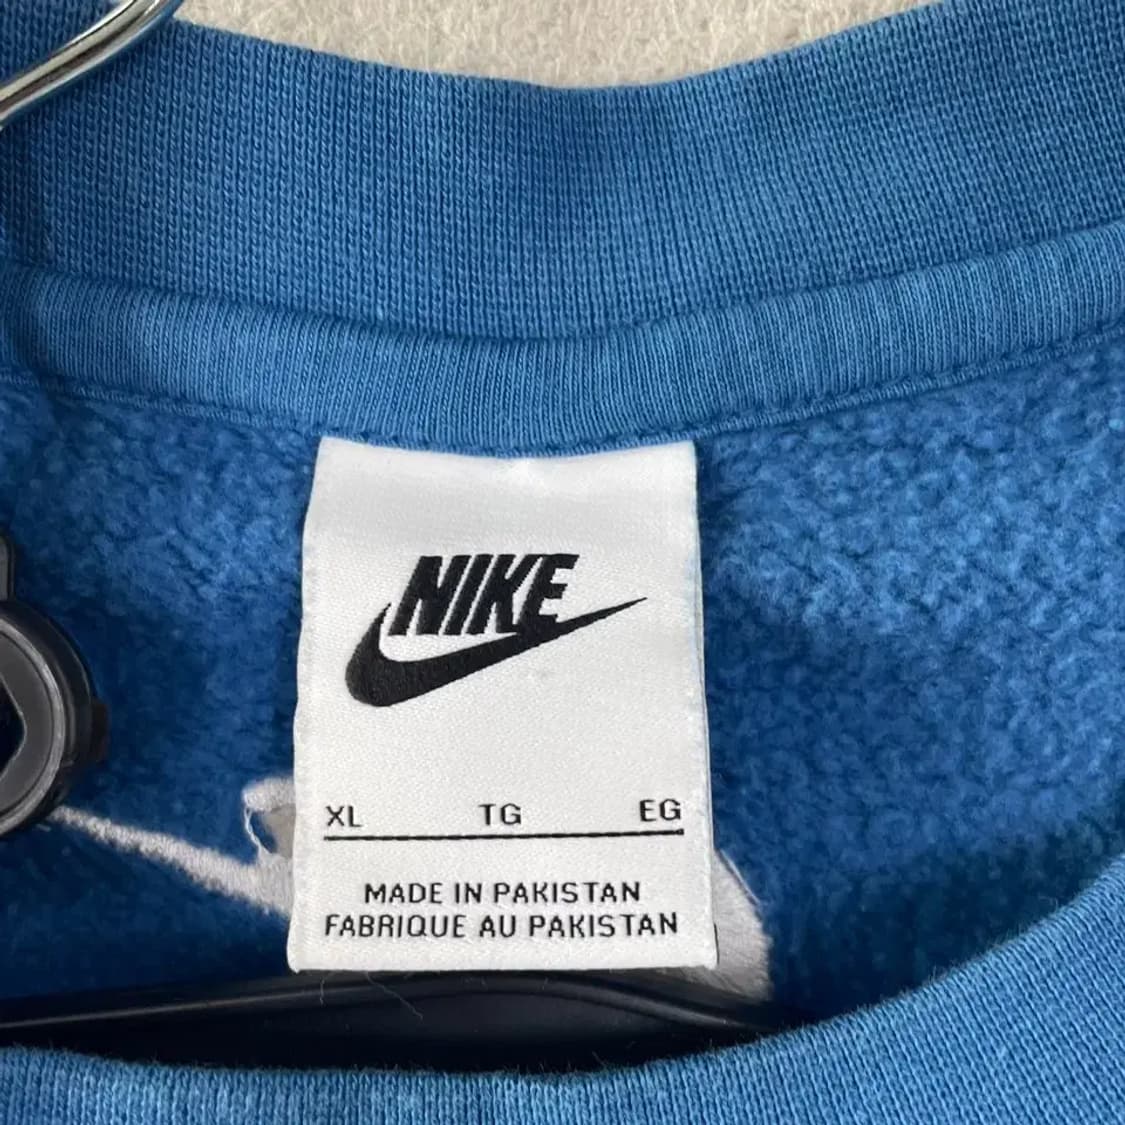 NIKE
XL TG EG
MADE IN PAKISTAN
FABRIQUE AU PAKISTAN